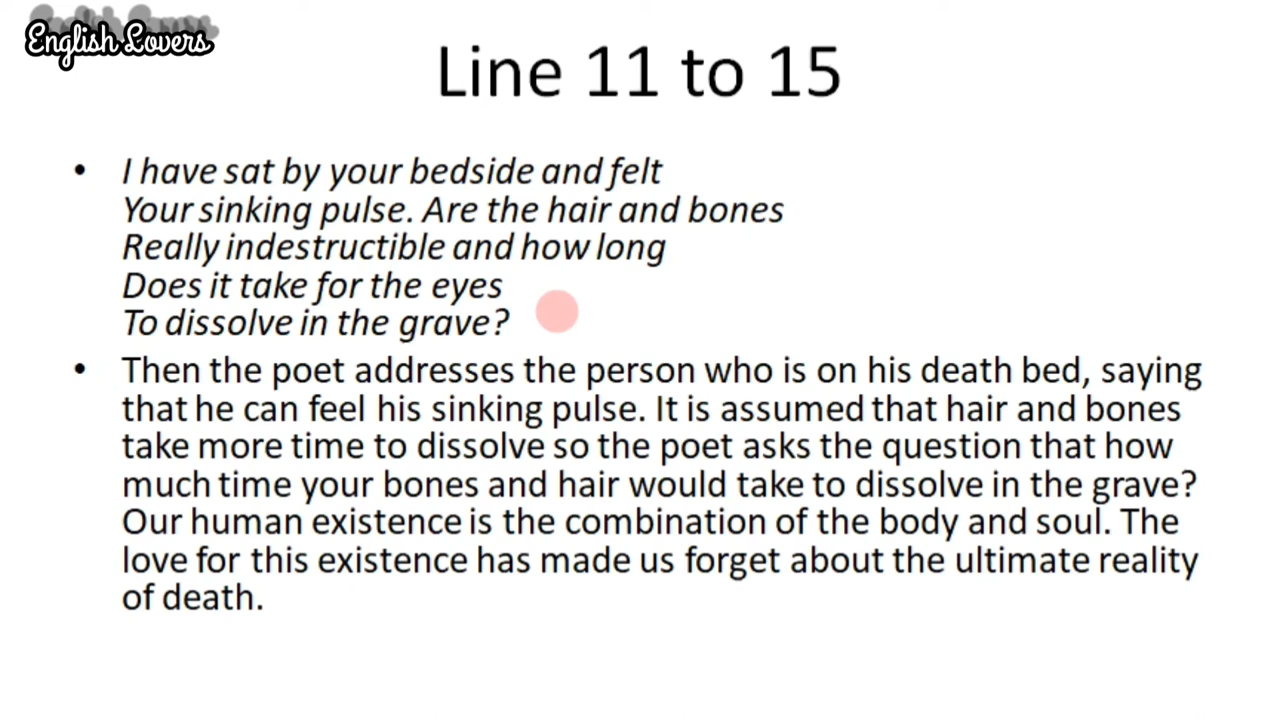 English Lovers
Line 11 to 15
• I have sat by your bedside and felt
Your sinking pulse. Are the hair and bones
Really indestructible and how long
Does it take for the eyes
To dissolve in the grave?
• Then the poet addresses the person who is on his death bed, saying
that he can feel his sinking pulse. It is assumed that hair and bones
take more time to dissolve so the poet asks the question that how
much time your bones and hair would take to dissolve in the grave?
Our human existence is the combination of the body and soul. The
love for this existence has made us forget about the ultimate reality
of death.